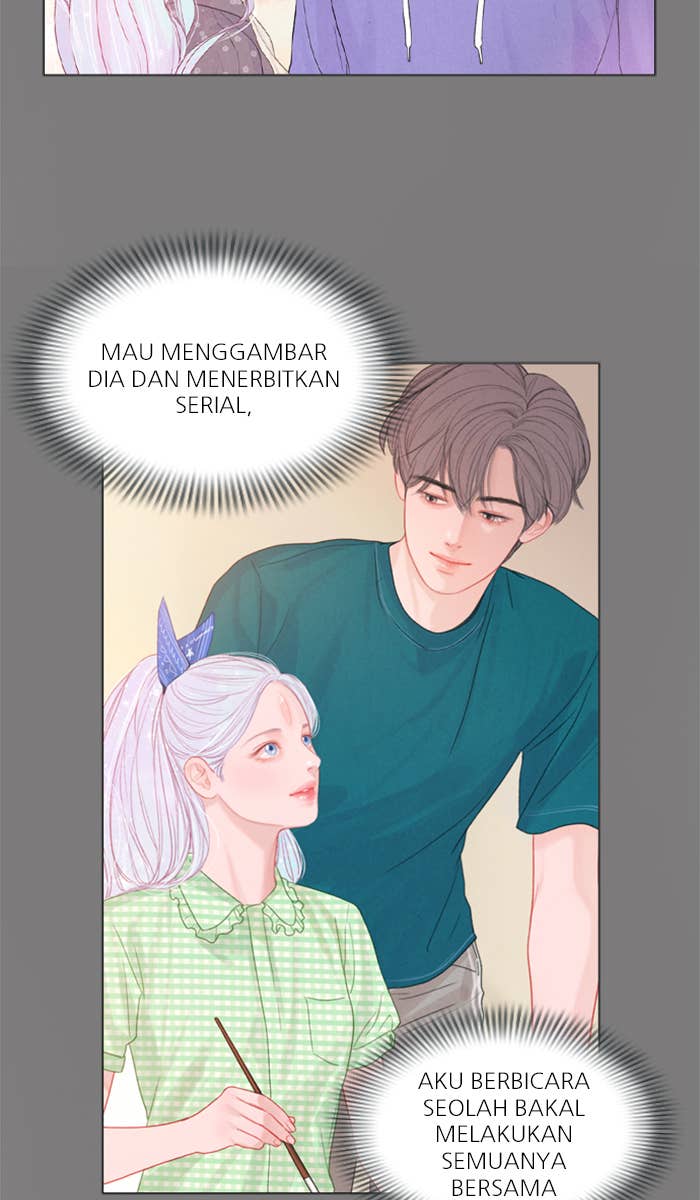 MAU MENGGAMBAR
DIA DAN MENERBITKAN
SERIAL,
AKU BERBICARA
SEOLAH BAKAL
MELAKUKAN
SEMUANYA
BERSAMA